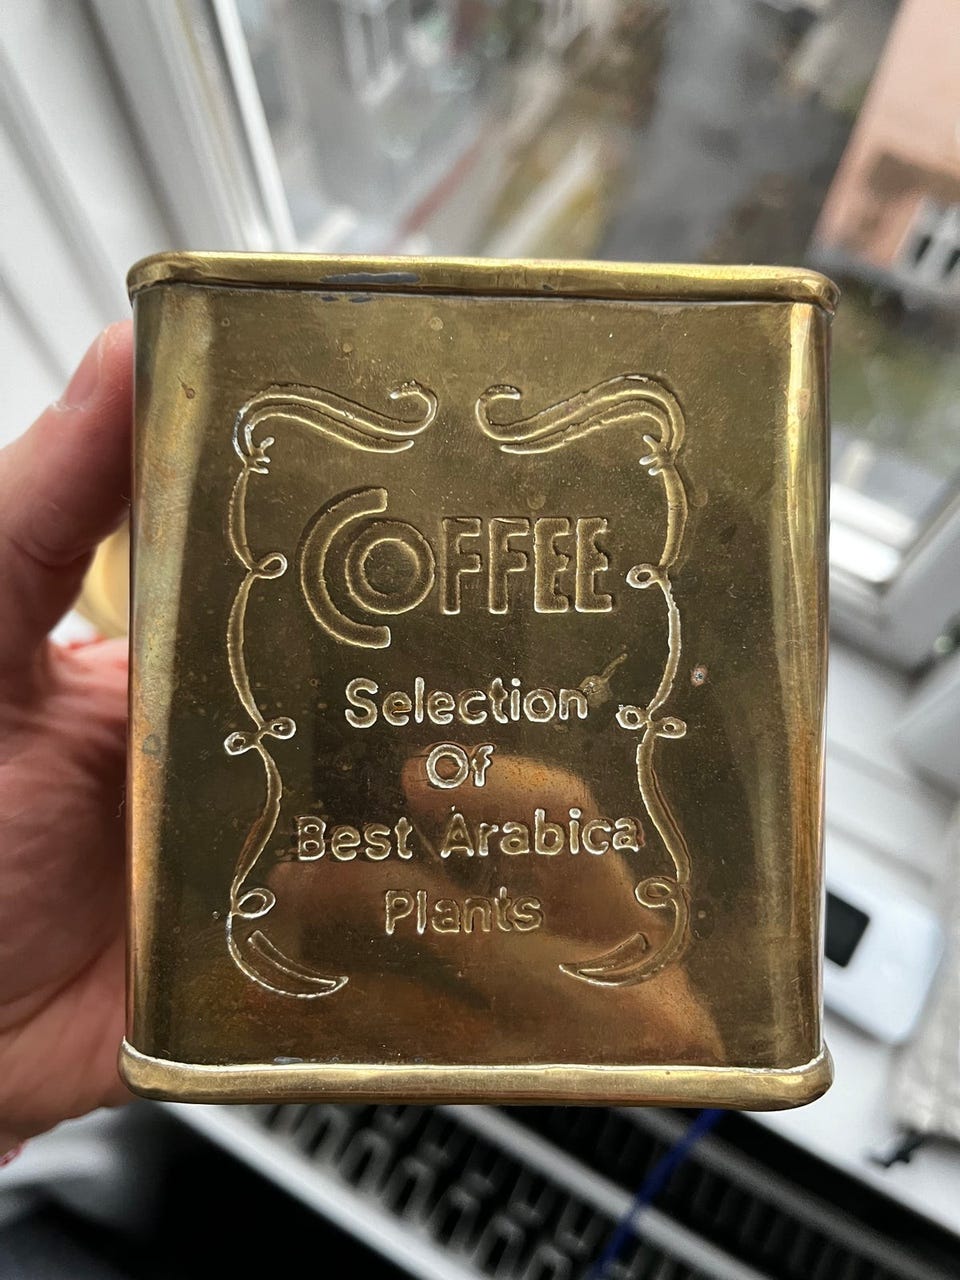 COFFEE
Selection
Of
Best Arabica
Plants